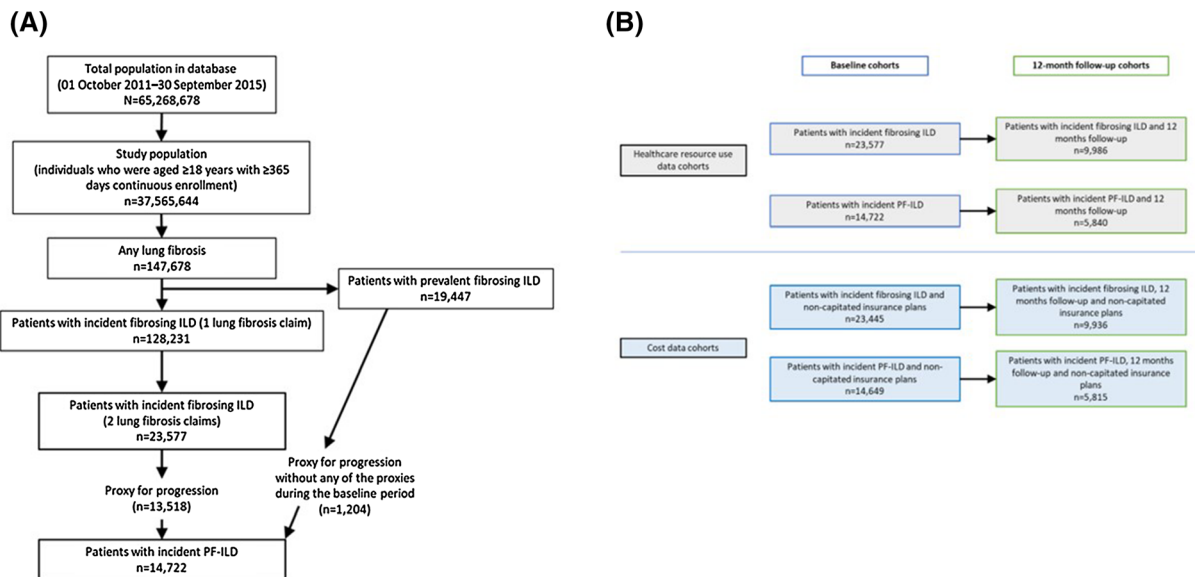 (A)
Total population in database
(01 October 2011–30 September 2015)
N=65,268,678
Study population
(individuals who were aged ≥18 years with ≥365
days continuous enrollment)
n=37,565,644
Any lung fibrosis
n=147,678
Patients with prevalent fibrosing ILD
n=19,447
Patients with incident fibrosing ILD (1 lung fibrosis claim)
n=128,231
Patients with incident fibrosing ILD
(2 lung fibrosis claims)
n=23,577
Proxy for progression
without any of the proxies
during the baseline period
(n=1,204)
Proxy for progression
(n=13,518)
Patients with incident PF-ILD
n=14,722
(B)
Baseline cohorts
12-month follow-up cohorts
Healthcare resource use
data cohorts
Patients with incident fibrosing ILD
n=23,577
Patients with incident fibrosing ILD and 12
months follow-up
n=9,986
Patients with incident PF-ILD
n=14,722
Patients with incident PF-ILD and 12
months follow-up
n=5,840
Cost data cohorts
Patients with incident fibrosing ILD and
non-capitated insurance plans
n=23,445
Patients with incident fibrosing ILD, 12
months follow-up and non-capitated
insurance plans
n=9,936
Patients with incident PF-ILD and non-
capitated insurance plans
n=14,649
Patients with incident PF-ILD, 12 months
follow-up and non-capitated insurance
plans
n=5,815